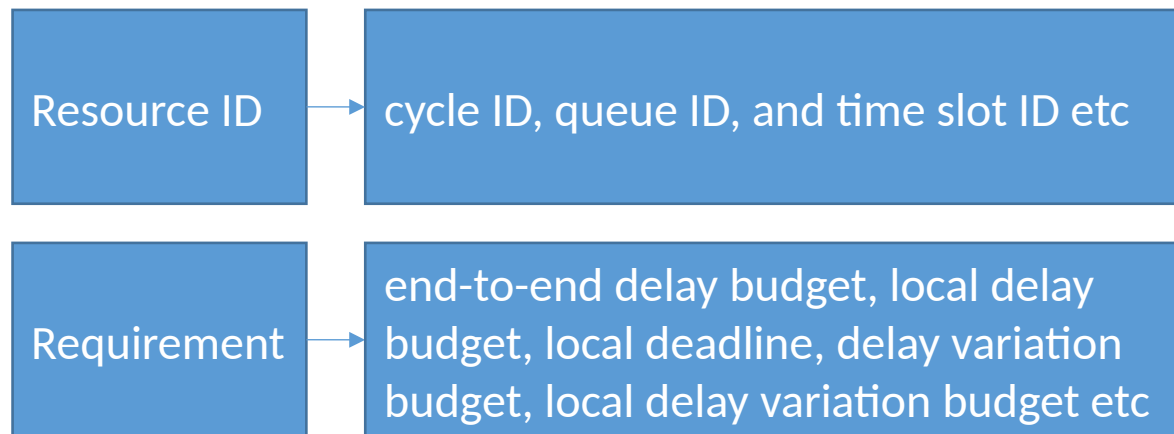 Resource ID
cycle ID, queue ID, and time slot ID etc
Requirement
end-to-end delay budget, local delay
budget, local deadline, delay variation
budget, local delay variation budget etc